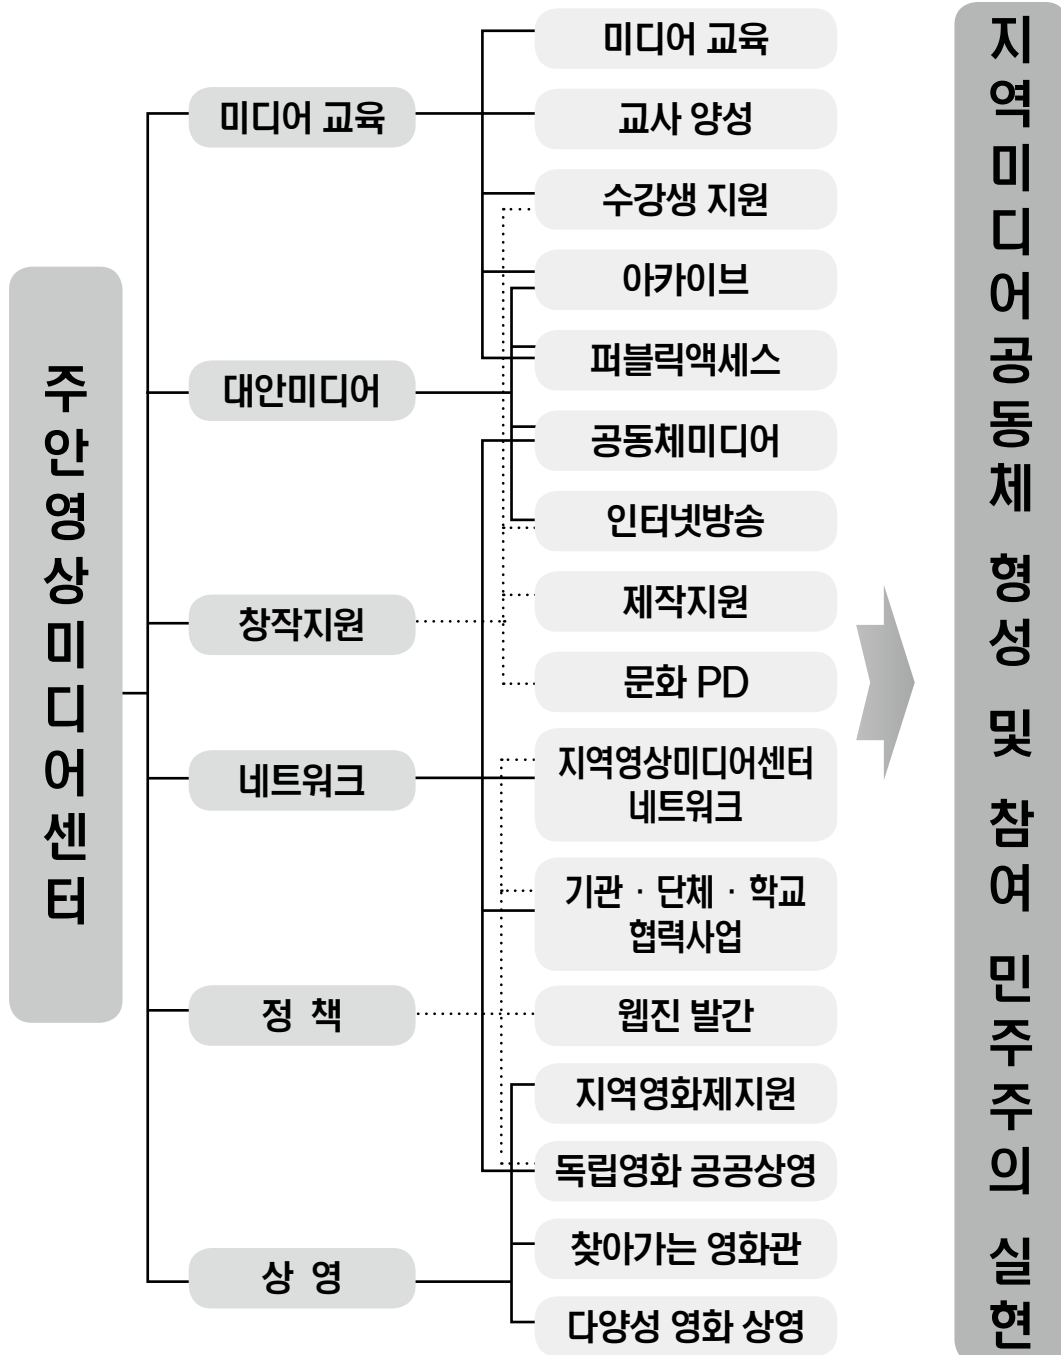 주안영상미디어센터
미디어 교육
대안미디어
창작지원
네트워크
정 책
상 영
미디어 교육
교사 양성
수강생 지원
아카이브
퍼블릭액세스
공동체미디어
인터넷방송
제작지원
문화 PD
지역영상미디어센터
네트워크
기관 · 단체 · 학교
협력사업
웹진 발간
지역영화제지원
독립영화 공공상영
찾아가는 영화관
다양성 영화 상영
지역미디어공동체 형성 및 참여 민주주의 실현